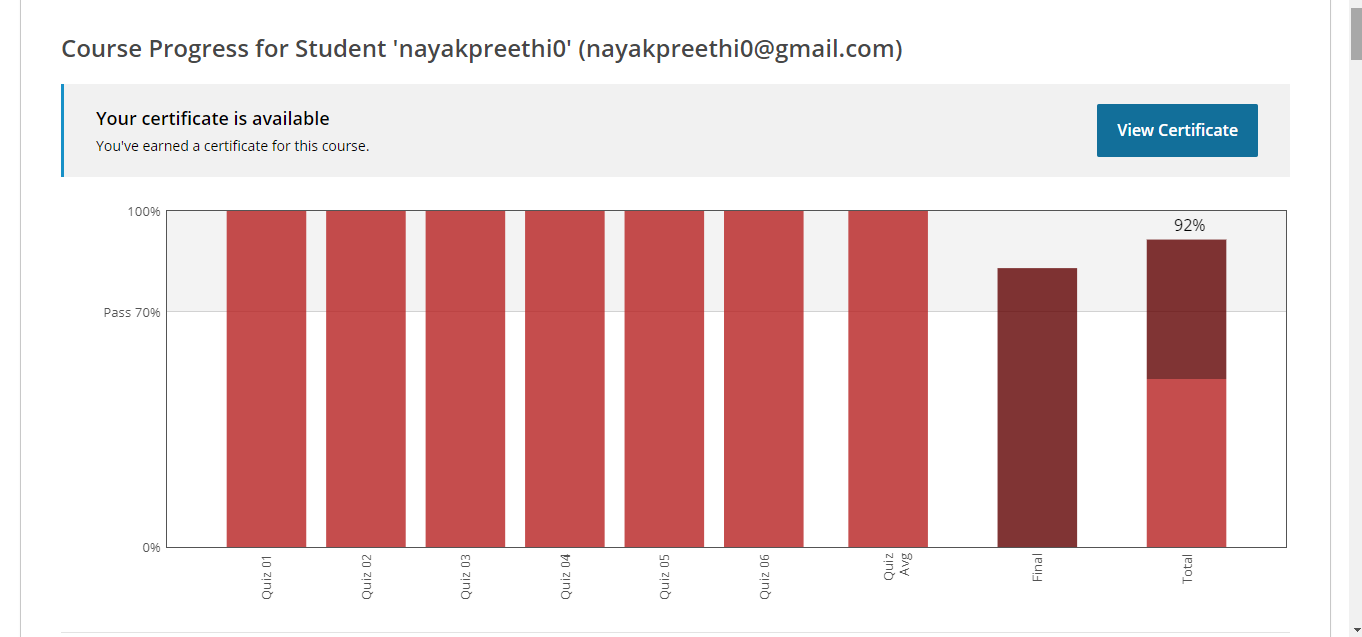 Course Progress for Student 'nayakpreethi0' (nayakpreethi0@gmail.com)
Your certificate is available
You've earned a certificate for this course.
View Certificate
100%
92%
Pass 70%
0%
Quiz 01
Quiz 02
Quiz 03
Quiz 04
Quiz 05
Quiz 06
Quiz
Avg
Final
Total